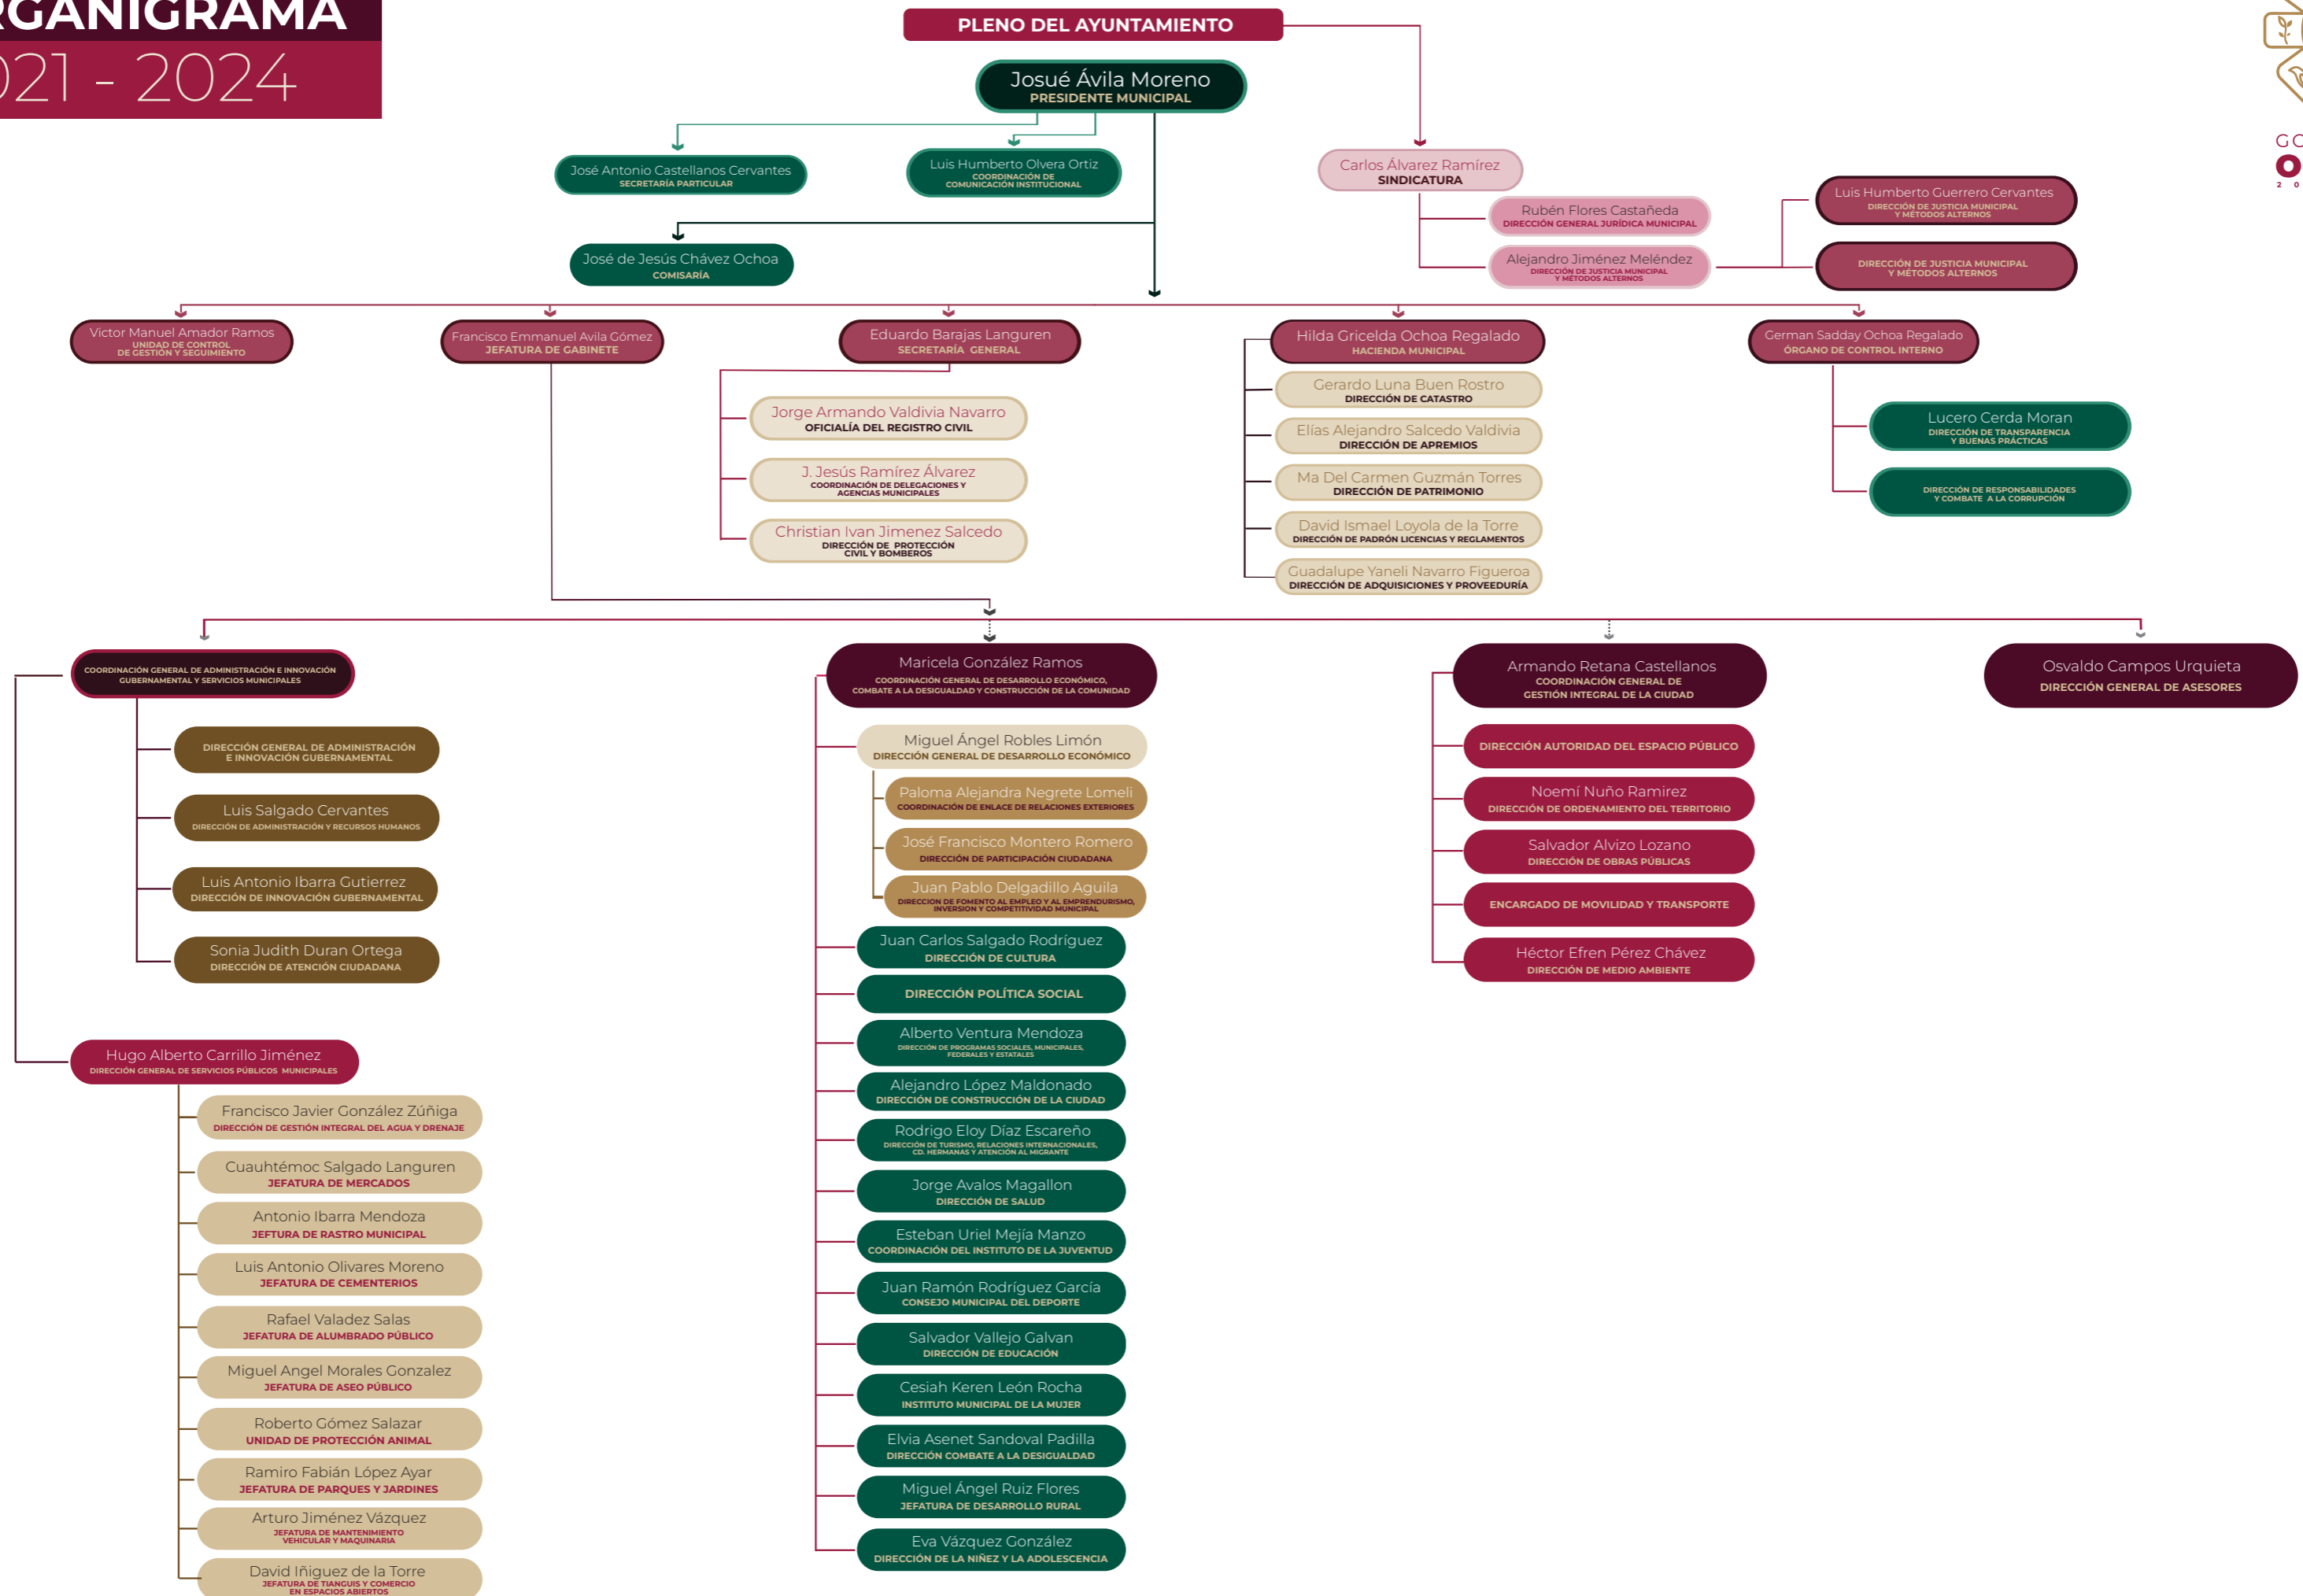 RGANIGRAMA
021 - 2024
PLENO DEL AYUNTAMIENTO
Josué Ávila Moreno
PRESIDENTE MUNICIPAL
José Antonio Castellanos Cervantes
SECRETARÍA PARTICULAR
Luis Humberto Olvera Ortiz
COORDINACIÓN DE
COMUNICACIÓN INSTITUCIONAL
José de Jesús Chávez Ochoa
COMISARÍA
Carlos Álvarez Ramírez
SINDICATURA
Rubén Flores Castañeda
DIRECCIÓN GENERAL JURÍDICA MUNICIPAL
Alejandro Jiménez Meléndez
DIRECCIÓN DE JUSTICIA MUNICIPAL
Y MÉTODOS ALTERNOS
Luis Humberto Guerrero Cervantes
DIRECCIÓN DE JUSTICIA MUNICIPAL
Y MÉTODOS ALTERNOS
DIRECCIÓN DE JUSTICIA MUNICIPAL
Y MÉTODOS ALTERNOS
GO
O
2 0
Victor Manuel Amador Ramos
UNIDAD DE CONTROL
DE GESTIÓN Y SEGUIMIENTO
Francisco Emmanuel Avila Gómez
JEFATURA DE GABINETE
Eduardo Barajas Languren
SECRETARÍA GENERAL
Jorge Armando Valdivia Navarro
OFICIALÍA DEL REGISTRO CIVIL
J. Jesús Ramírez Álvarez
COORDINACIÓN DE DELEGACIONES Y
AGENCIAS MUNICIPALES
Christian Ivan Jimenez Salcedo
DIRECCIÓN DE PROTECCIÓN
CIVIL Y BOMBEROS
Hilda Gricelda Ochoa Regalado
HACIENDA MUNICIPAL
Gerardo Luna Buen Rostro
DIRECCIÓN DE CATASTRO
Elías Alejandro Salcedo Valdivia
DIRECCIÓN DE APREMIOS
Ma Del Carmen Guzmán Torres
DIRECCIÓN DE PATRIMONIO
David Ismael Loyola de la Torre
DIRECCIÓN DE PADRÓN LICENCIAS Y REGLAMENTOS
Guadalupe Yaneli Navarro Figueroa
DIRECCIÓN DE ADQUISICIONES Y PROVEEDURÍA
German Sadday Ochoa Regalado
ÓRGANO DE CONTROL INTERNO
Lucero Cerda Moran
DIRECCIÓN DE TRANSPARENCIA
Y BUENAS PRÁCTICAS
DIRECCIÓN DE RESPONSABILIDADES
Y COMBATE A LA CORRUPCIÓN
COORDINACIÓN GENERAL DE ADMINISTRACIÓN E INNOVACIÓN
GUBERNAMENTAL Y SERVICIOS MUNICIPALES
DIRECCIÓN GENERAL DE ADMINISTRACIÓN
E INNOVACIÓN GUBERNAMENTAL
Luis Salgado Cervantes
DIRECCIÓN DE ADMINISTRACIÓN Y RECURSOS HUMANOS
Luis Antonio Ibarra Gutierrez
DIRECCIÓN DE INNOVACIÓN GUBERNAMENTAL
Sonia Judith Duran Ortega
DIRECCIÓN DE ATENCIÓN CIUDADANA
Hugo Alberto Carrillo Jiménez
DIRECCIÓN GENERAL DE SERVICIOS PÚBLICOS MUNICIPALES
Francisco Javier González Zúñiga
DIRECCIÓN DE GESTIÓN INTEGRAL DEL AGUA Y DRENAJE
Cuauhtémoc Salgado Languren
JEFATURA DE MERCADOS
Antonio Ibarra Mendoza
JEFTURA DE RASTRO MUNICIPAL
Luis Antonio Olivares Moreno
JEFATURA DE CEMENTERIOS
Rafael Valadez Salas
JEFATURA DE ALUMBRADO PÚBLICO
Miguel Angel Morales Gonzalez
JEFATURA DE ASEO PÚBLICO
Roberto Gómez Salazar
UNIDAD DE PROTECCIÓN ANIMAL
Ramiro Fabián López Ayar
JEFATURA DE PARQUES Y JARDINES
Arturo Jiménez Vázquez
JEFATURA DE MANTENIMIENTO
VEHICULAR Y MAQUINARIA
David Iñiguez de la Torre
JEFATURA DE TIANGUIS Y COMERCIO
EN ESPACIOS ABIERTOS
Maricela González Ramos
COORDINACIÓN GENERAL DE DESARROLLO ECONÓMICO,
COMBATE A LA DESIGUALDAD Y CONSTRUCCIÓN DE LA COMUNIDAD
Miguel Ángel Robles Limón
DIRECCIÓN GENERAL DE DESARROLLO ECONÓMICO
Paloma Alejandra Negrete Lomeli
COORDINACIÓN DE ENLACE DE RELACIONES EXTERIORES
José Francisco Montero Romero
DIRECCIÓN DE PARTICIPACIÓN CIUDADANA
Juan Pablo Delgadillo Aguila
DIRECCION DE FOMENTO AL EMPLEO Y AL EMPRENDURISMO,
INVERSION Y COMPETITIVIDAD MUNICIPAL
Juan Carlos Salgado Rodríguez
DIRECCIÓN DE CULTURA
DIRECCIÓN POLÍTICA SOCIAL
Alberto Ventura Mendoza
DIRECCIÓN DE PROGRAMAS SOCIALES, MUNICIPALES,
FEDERALES Y ESTATALES
Alejandro López Maldonado
DIRECCIÓN DE CONSTRUCCIÓN DE LA CIUDAD
Rodrigo Eloy Díaz Escareño
DIRECCIÓN DE TURISMO, RELACIONES INTERNACIONALES,
CD. HERMANAS Y ATENCIÓN AL MIGRANTE
Jorge Avalos Magallon
DIRECCIÓN DE SALUD
Esteban Uriel Mejía Manzo
COORDINACIÓN DEL INSTITUTO DE LA JUVENTUD
Juan Ramón Rodríguez García
CONSEJO MUNICIPAL DEL DEPORTE
Salvador Vallejo Galvan
DIRECCIÓN DE EDUCACIÓN
Cesiah Keren León Rocha
INSTITUTO MUNICIPAL DE LA MUJER
Elvia Asenet Sandoval Padilla
DIRECCIÓN COMBATE A LA DESIGUALDAD
Miguel Ángel Ruiz Flores
JEFATURA DE DESARROLLO RURAL
Eva Vázquez González
DIRECCIÓN DE LA NIÑEZ Y LA ADOLESCENCIA
Armando Retana Castellanos
COORDINACIÓN GENERAL DE
GESTIÓN INTEGRAL DE LA CIUDAD
DIRECCIÓN AUTORIDAD DEL ESPACIO PÚBLICO
Noemí Nuño Ramirez
DIRECCIÓN DE ORDENAMIENTO DEL TERRITORIO
Salvador Alvizo Lozano
DIRECCIÓN DE OBRAS PÚBLICAS
ENCARGADO DE MOVILIDAD Y TRANSPORTE
Héctor Efren Pérez Chávez
DIRECCIÓN DE MEDIO AMBIENTE
Osvaldo Campos Urquieta
DIRECCIÓN GENERAL DE ASESORES